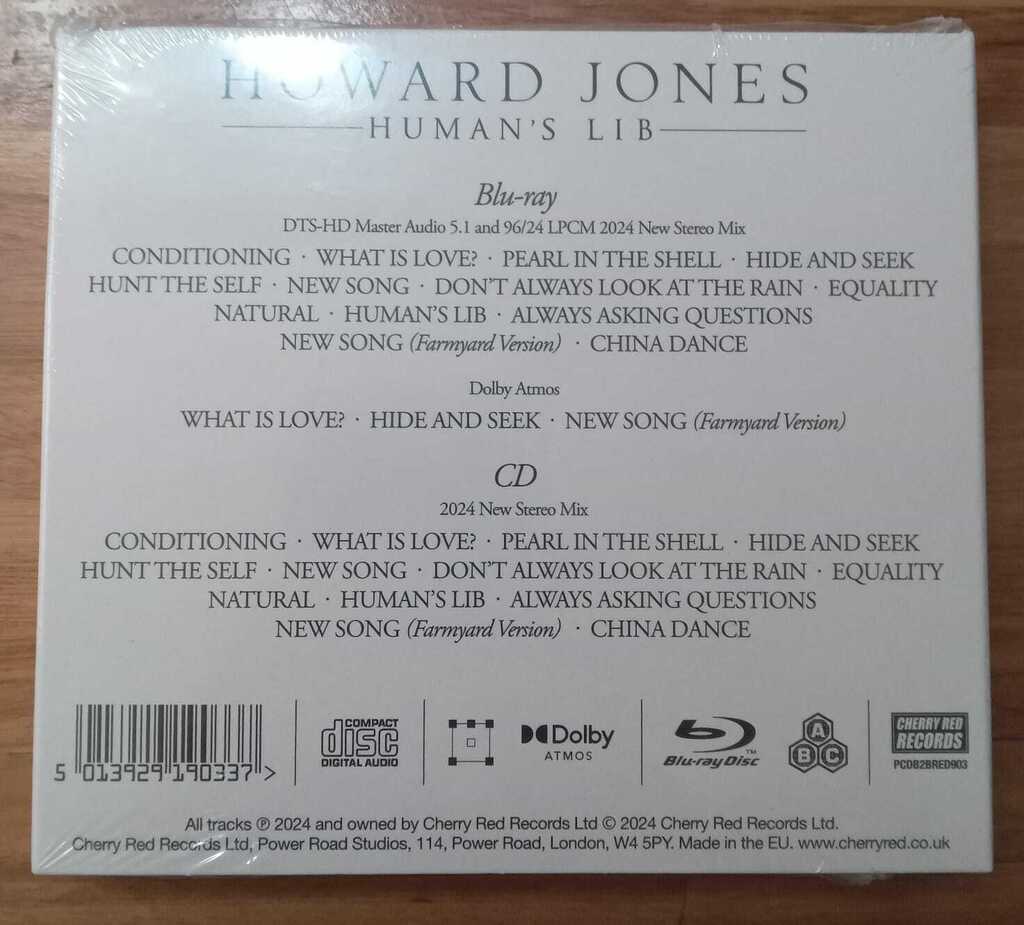 HOWARD JONES
HUMAN'S LIB
Blu-ray
DTS-HD Master Audio 5.1 and 96/24 LPCM 2024 New Stereo Mix
CONDITIONING · WHAT IS LOVE? · PEARL IN THE SHELL · HIDE AND SEEK
HUNT THE SELF · NEW SONG · DON'T ALWAYS LOOK AT THE RAIN · EQUALITY
NATURAL · HUMAN'S LIB · ALWAYS ASKING QUESTIONS
NEW SONG (Farmyard Version) · CHINA DANCE
Dolby Atmos
WHAT IS LOVE? · HIDE AND SEEK · NEW SONG (Farmyard Version)
CD
2024 New Stereo Mix
CONDITIONING · WHAT IS LOVE? · PEARL IN THE SHELL · HIDE AND SEEK
HUNT THE SELF · NEW SONG · DON'T ALWAYS LOOK AT THE RAIN · EQUALITY
NATURAL · HUMAN'S LIB · ALWAYS ASKING QUESTIONS
NEW SONG (Farmyard Version) · CHINA DANCE
5 013929 190337 >
COMPACT
disc
DIGITAL AUDIO
Dolby
ATMOS
Blu-ray Disc ™
A
B C
CHERRY RED
RECORDS
PCDB2BRED903
All tracks ℗ 2024 and owned by Cherry Red Records Ltd © 2024 Cherry Red Records Ltd.
Cherry Red Records Ltd, Power Road Studios, 114, Power Road, London, W4 5PY. Made in the EU. www.cherryred.co.uk